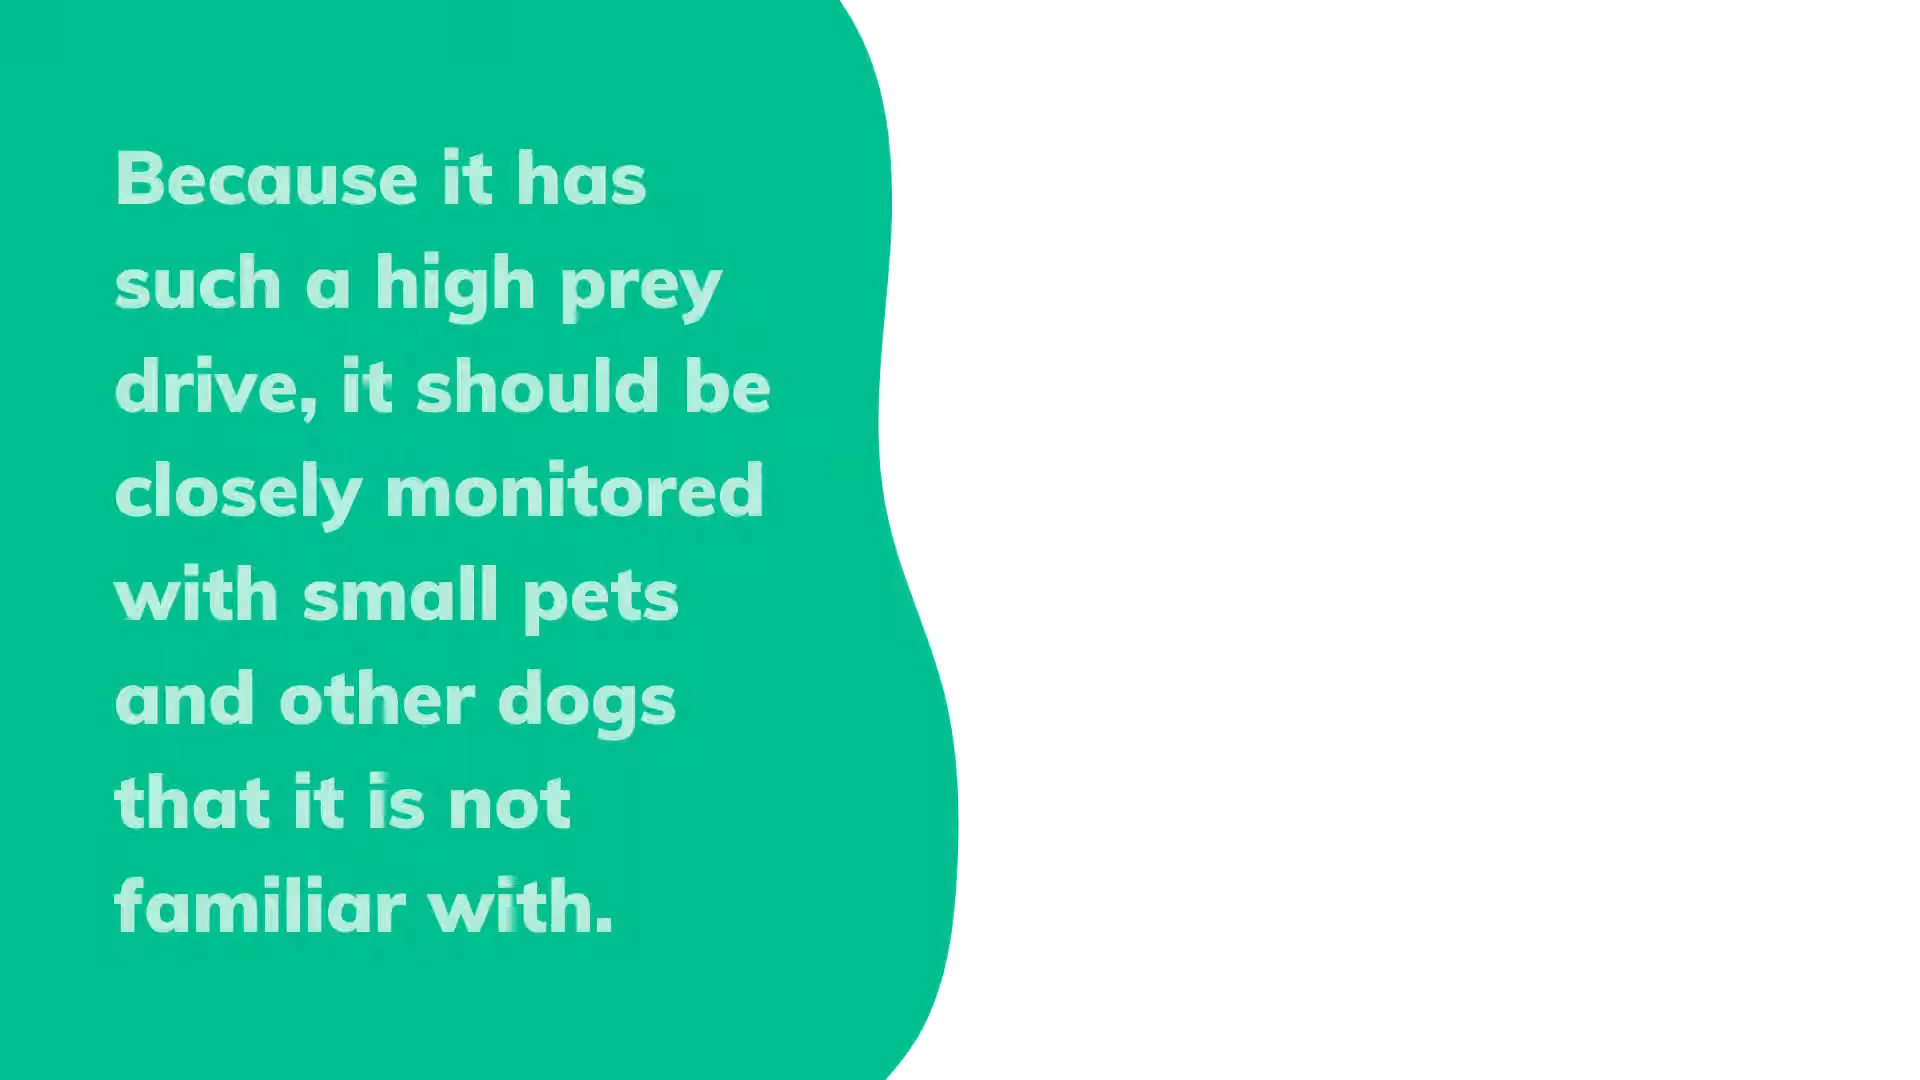 Because it has
such a high prey
drive, it should be
closely monitored
with small pets
and other dogs
that it is not
familiar with.